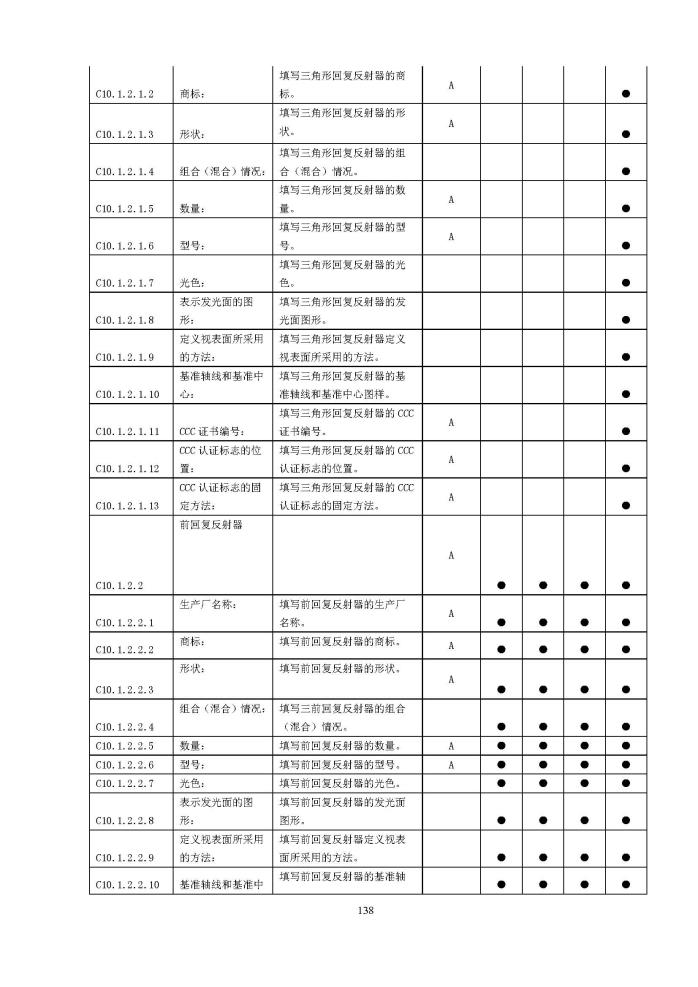 填写三角形回复反射器的商
C10.1.2.1.2 商标： 标。 A ●
填写三角形回复反射器的形
C10.1.2.1.3 形状： 状。 A ●
填写三角形回复反射器的组
C10.1.2.1.4 组合（混合）情况： 合（混合）情况。 ●
填写三角形回复反射器的数
C10.1.2.1.5 数量： 量。 A ●
填写三角形回复反射器的型
C10.1.2.1.6 型号： 号。 A ●
填写三角形回复反射器的光
C10.1.2.1.7 光色： 色。 ●
表示发光面的图 填写三角形回复反射器的发
C10.1.2.1.8 形： 光面图形。 ●
定义视表面所采用 填写三角形回复反射器定义
C10.1.2.1.9 的方法： 视表面所采用的方法。 ●
基准轴线和基准中 填写三角形回复反射器的基
C10.1.2.1.10 心： 准轴线和基准中心图样。 ●
填写三角形回复反射器的 CCC
C10.1.2.1.11 CCC 证书编号： 证书编号。 A ●
CCC 认证标志的位 填写三角形回复反射器的 CCC
C10.1.2.1.12 置： 认证标志的位置。 A ●
CCC 认证标志的固 填写三角形回复反射器的 CCC
C10.1.2.1.13 定方法： 认证标志的固定方法。 A ●
前回复反射器
C10.1.2.2 A ● ● ● ●
生产厂名称： 填写前回复反射器的生产厂
C10.1.2.2.1 名称。 A ● ● ● ●
C10.1.2.2.2 商标： 填写前回复反射器的商标。 A ● ● ● ●
形状： 填写前回复反射器的形状。
C10.1.2.2.3 A ● ● ● ●
组合（混合）情况： 填写三前回复反射器的组合
C10.1.2.2.4 （混合）情况。 ● ● ● ●
C10.1.2.2.5 数量： 填写前回复反射器的数量。 A ● ● ● ●
C10.1.2.2.6 型号： 填写前回复反射器的型号。 A ● ● ● ●
C10.1.2.2.7 光色： 填写前回复反射器的光色。 ● ● ● ●
表示发光面的图 填写前回复反射器的发光面
C10.1.2.2.8 形： 图形。 ● ● ● ●
定义视表面所采用 填写前回复反射器定义视表
C10.1.2.2.9 的方法： 面所采用的方法。 ● ● ● ●
C10.1.2.2.10 基准轴线和基准中 填写前回复反射器的基准轴 ● ● ● ●
138